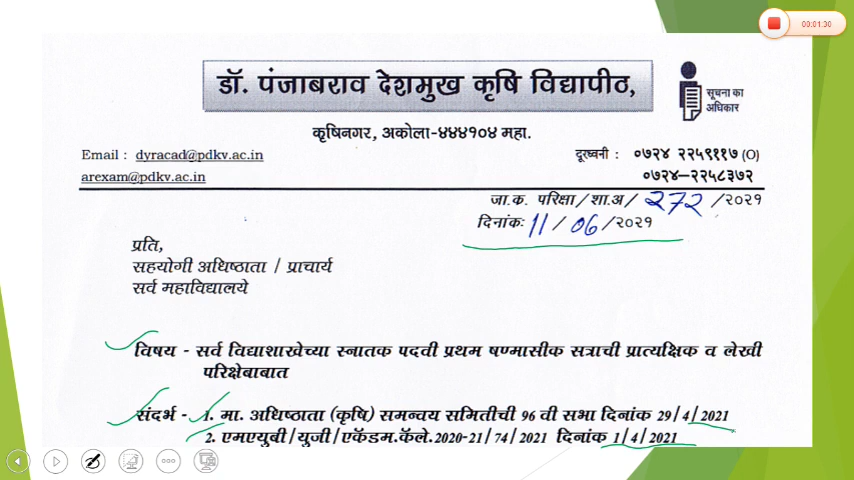 00:01:30
डॉ. पंजाबराव देशमुख कृषि विद्यापीठ,
सूचना का
अधिकार
कृषिनगर, अकोला-४४४१०४ महा.
Email : dyracad@pdkv.ac.in
दूरध्वनी : ०७२४ २२५९११७ (O)
arexam@pdkv.ac.in
०७२४–२२५८३७२
जा.क. परिक्षा/शा.अ/ २७२ /२०२१
दिनांक: 11/ 06 /२०२१
प्रति,
सहयोगी अधिष्ठाता / प्राचार्य
सर्व महाविद्यालये
विषय - सर्व विद्याशाखेच्या स्नातक पदवी प्रथम षण्मासीक सत्राची प्रात्यक्षिक व लेखी
परिक्षेबाबत
संदर्भ - 1. मा. अधिष्ठाता (कृषि) समन्वय समितीची 96 वी सभा दिनांक 29/4/2021
2. एमएयुबी/युजी/एकॅडम.कॅले.2020-21/74/2021 दिनांक 1/4/2021